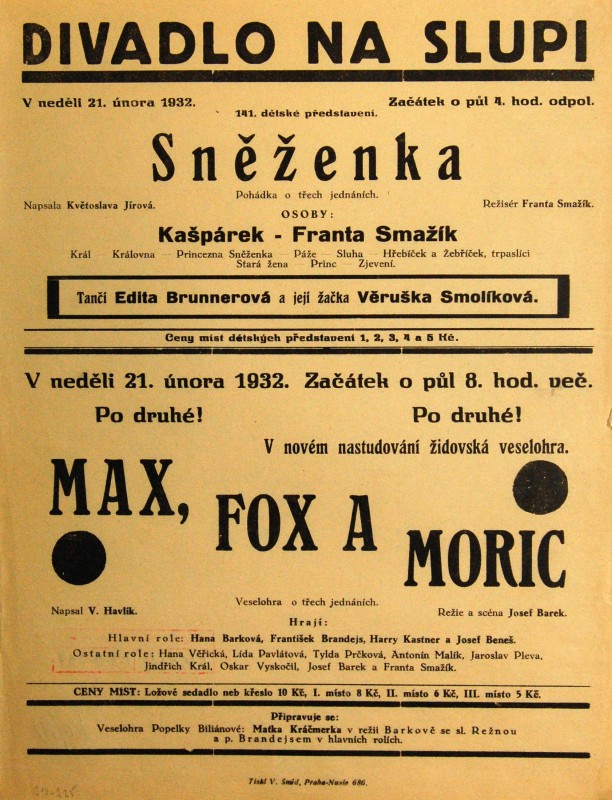 DIVADLO NA SLUPI
V neděli 21. února 1932. Začátek o půl 4. hod. odpol.
141. dětské představení.
Sněženka
Pohádka o třech jednáních.
Napsala Květoslava Jírová. Režisér Franta Smažík.
OSOBY:
Kašpárek - Franta Smažík
Král — Královna — Princezna Sněženka — Páže — Sluha — Hřebíček a Žebříček, trpaslíci —
Stará žena — Princ — Zjevení.
Tančí Edita Brunnerová a její žačka Věruška Smolíková.
Ceny míst dětských představení 1, 2, 3, 4 a 5 Kč.
V neděli 21. února 1932. Začátek o půl 8. hod. več.
Po druhé! Po druhé!
V novém nastudování židovská veselohra.
MAX, FOX A MORIC
Veselohra o třech jednáních.
Napsal V. Havlík. Režie a scéna Josef Barek.
Hrají:
Hlavní role: Hana Barková, František Brandejs, Harry Kastner a Josef Beneš.
Ostatní role: Hana Věřická, Lída Pavlátová, Tylda Prčková, Antonín Malík, Jaroslav Pleva,
Jindřich Král, Oskar Vyskočil, Josef Barek a Franta Smažík.
CENY MÍST: Ložové sedadlo neb křeslo 10 Kč, I. místo 8 Kč, II. místo 6 Kč, III. místo 5 Kč.
Připravuje se:
Veselohra Popelky Biliánové: Matka Kráčmerka v režii Barkově se sl. Režnou
a p. Brandejsem v hlavních rolích.
Tiskl V. Šmíd, Praha-Nusle 686.